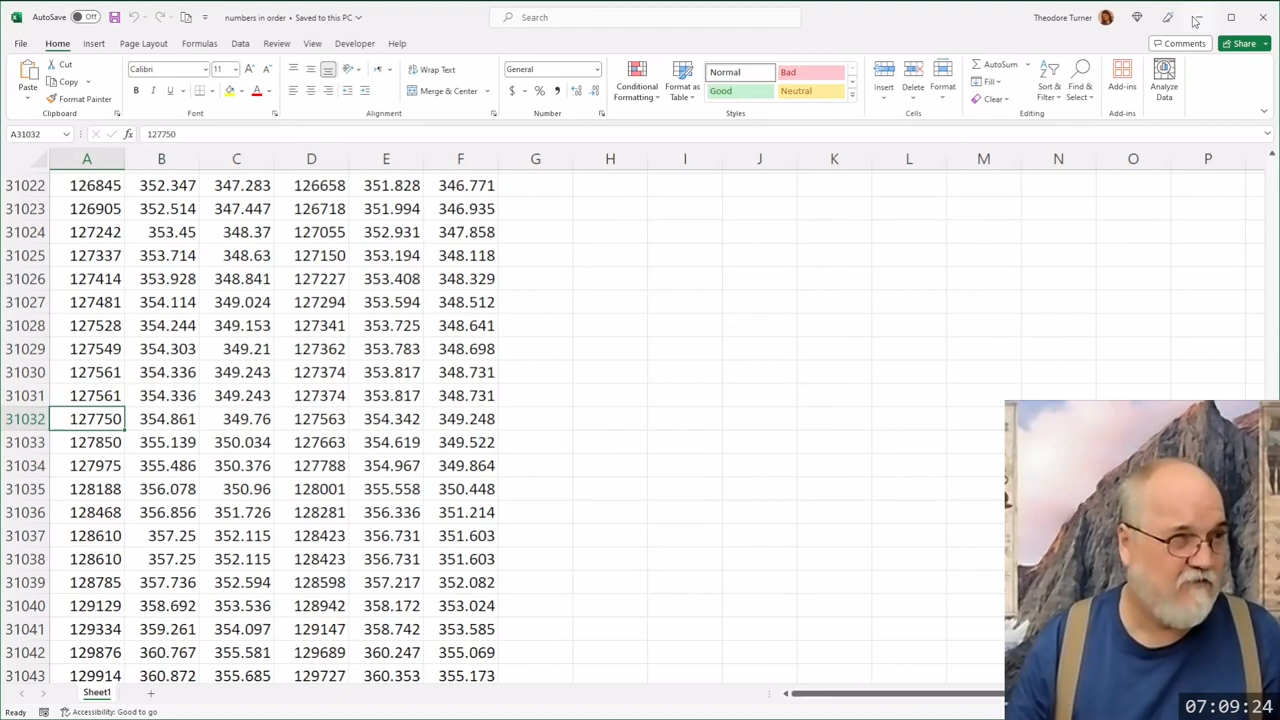 AutoSave Off numbers in order • Saved to this PC Search Theodore Turner
File Home Insert Page Layout Formulas Data Review View Developer Help Comments Share
Paste Cut Copy Format Painter Clipboard
Calibri 11 B I U A Font
Wrap Text Merge & Center Alignment
General $ % Number
Conditional Formatting Format as Table Normal Bad Good Neutral Styles
Insert Delete Format Cells
AutoSum Fill Clear Sort & Filter Find & Select Editing
Add-ins Add-ins
Analyze Data
A31032 fx 127750
A B C D E F G H I J K L M N O P
31022 126845 352.347 347.283 126658 351.828 346.771
31023 126905 352.514 347.447 126718 351.994 346.935
31024 127242 353.45 348.37 127055 352.931 347.858
31025 127337 353.714 348.63 127150 353.194 348.118
31026 127414 353.928 348.841 127227 353.408 348.329
31027 127481 354.114 349.024 127294 353.594 348.512
31028 127528 354.244 349.153 127341 353.725 348.641
31029 127549 354.303 349.21 127362 353.783 348.698
31030 127561 354.336 349.243 127374 353.817 348.731
31031 127561 354.336 349.243 127374 353.817 348.731
31032 127750 354.861 349.76 127563 354.342 349.248
31033 127850 355.139 350.034 127663 354.619 349.522
31034 127975 355.486 350.376 127788 354.967 349.864
31035 128188 356.078 350.96 128001 355.558 350.448
31036 128468 356.856 351.726 128281 356.336 351.214
31037 128610 357.25 352.115 128423 356.731 351.603
31038 128610 357.25 352.115 128423 356.731 351.603
31039 128785 357.736 352.594 128598 357.217 352.082
31040 129129 358.692 353.536 128942 358.172 353.024
31041 129334 359.261 354.097 129147 358.742 353.585
31042 129876 360.767 355.581 129689 360.247 355.069
31043 129914 360.872 355.685 129727 360.353 355.173
Sheet1
Ready Accessibility: Good to go
07:09:24